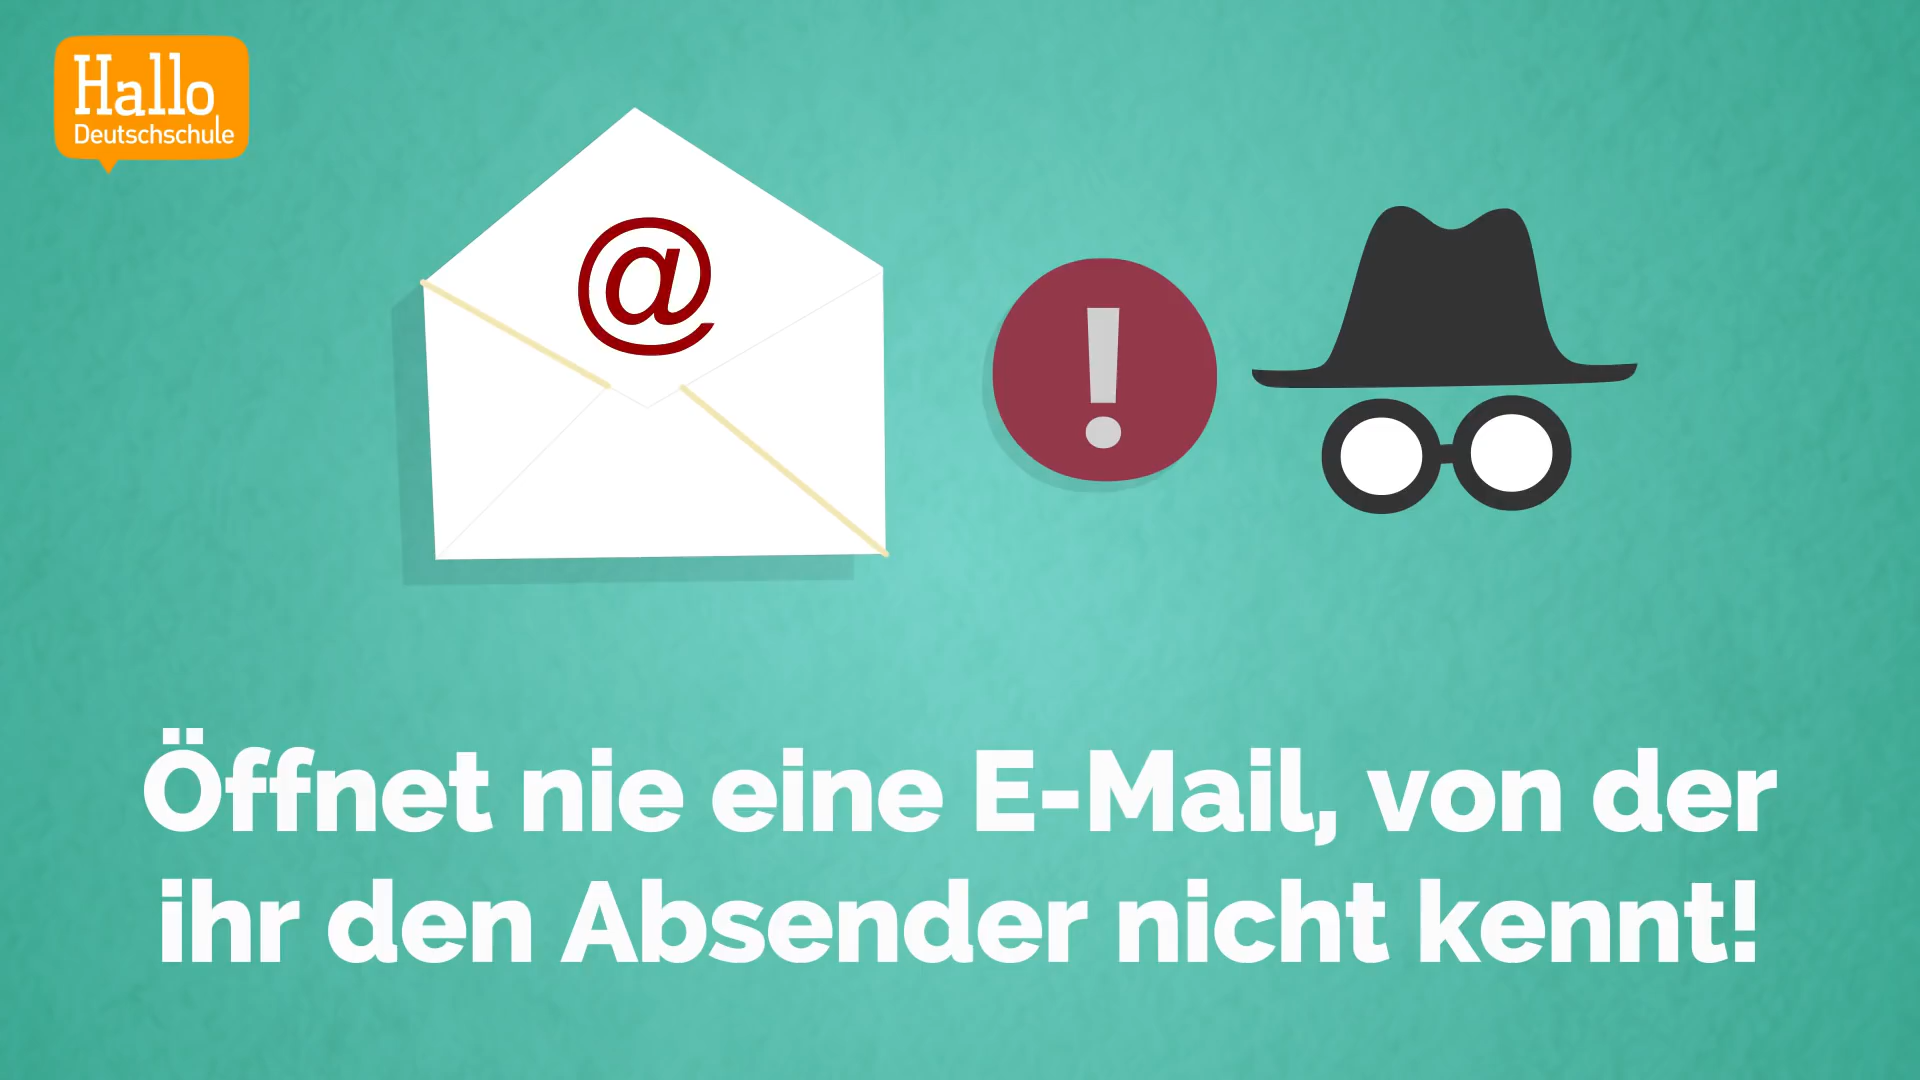 Hallo
Deutschschule
@
!
Öffnet nie eine E-Mail, von der
ihr den Absender nicht kennt!